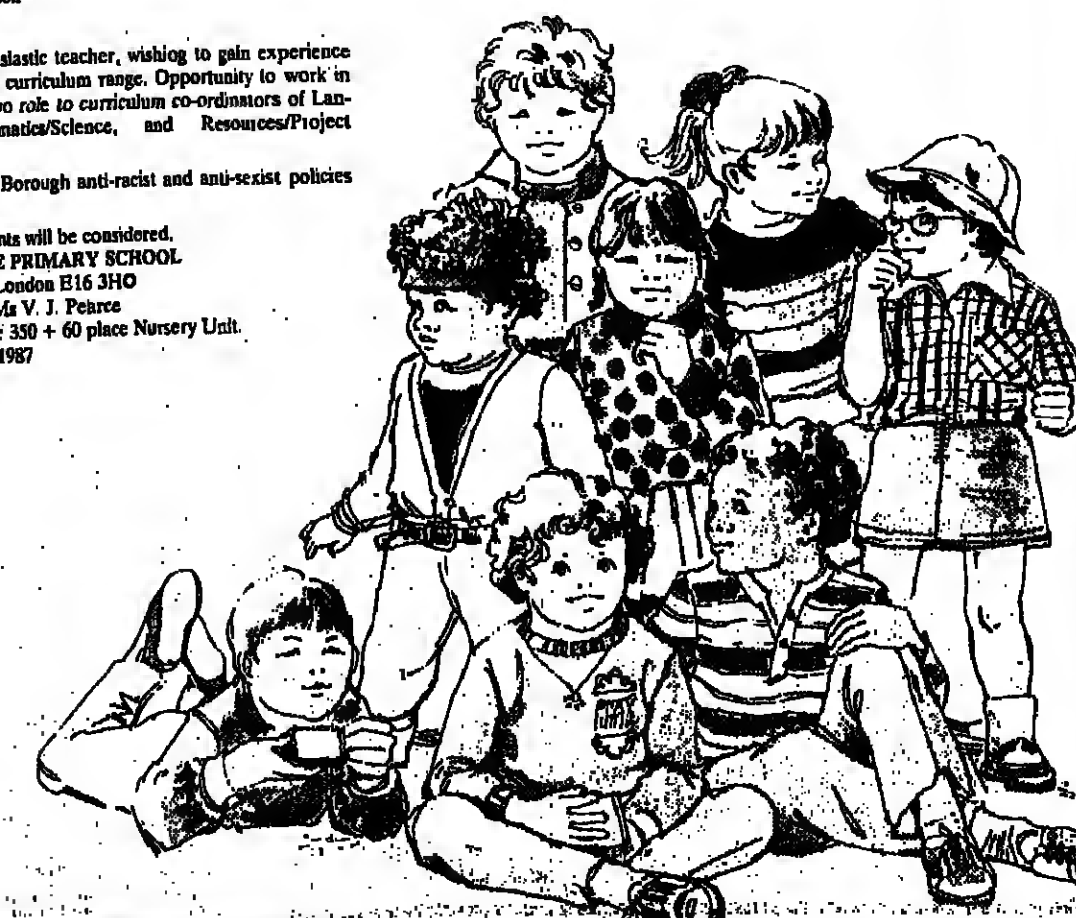 siastic teacher, wishing to gain experience
curriculum range. Opportunity to work in
oo role to curriculum co-ordinators of Lan-
matics/Science, and Resources/Project
Borough anti-racist and anti-sexist policies
nts will be considered.
E PRIMARY SCHOOL
London E16 3HO
Ms V. J. Pearce
: 350 + 60 place Nursery Unit.
1987